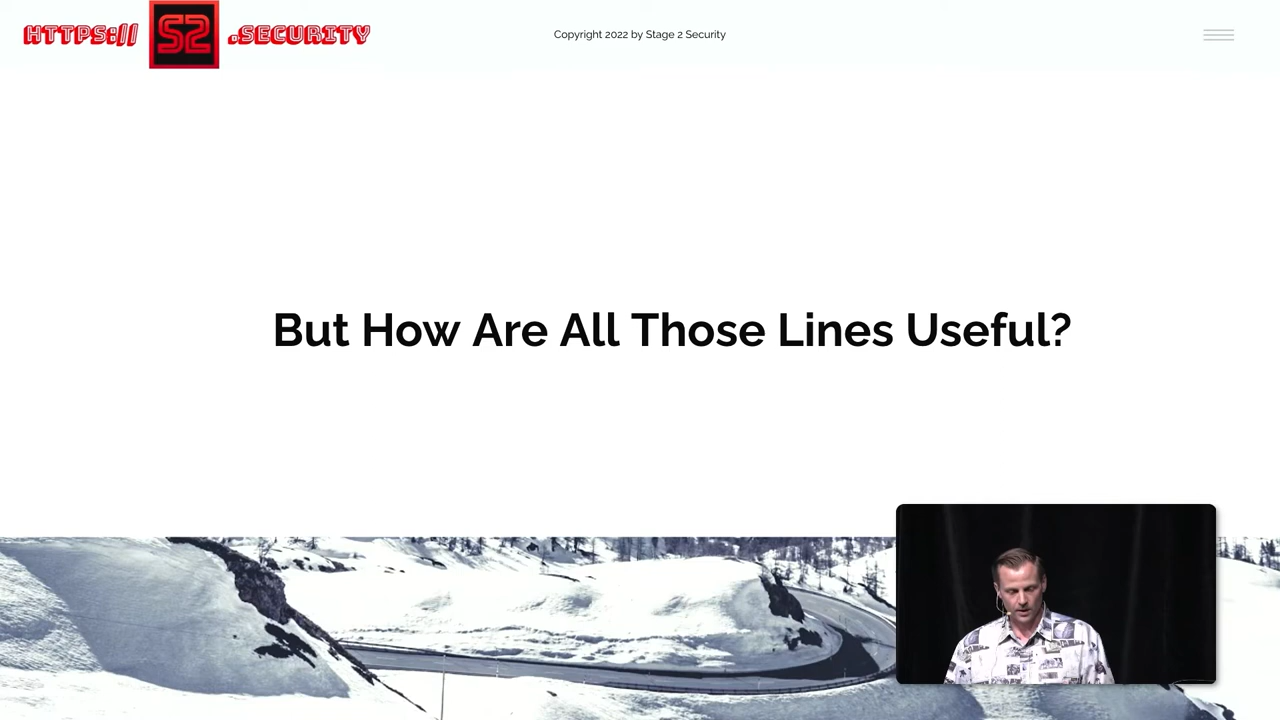 HTTPS:// S2 .SECURITY
Copyright 2022 by Stage 2 Security
But How Are All Those Lines Useful?